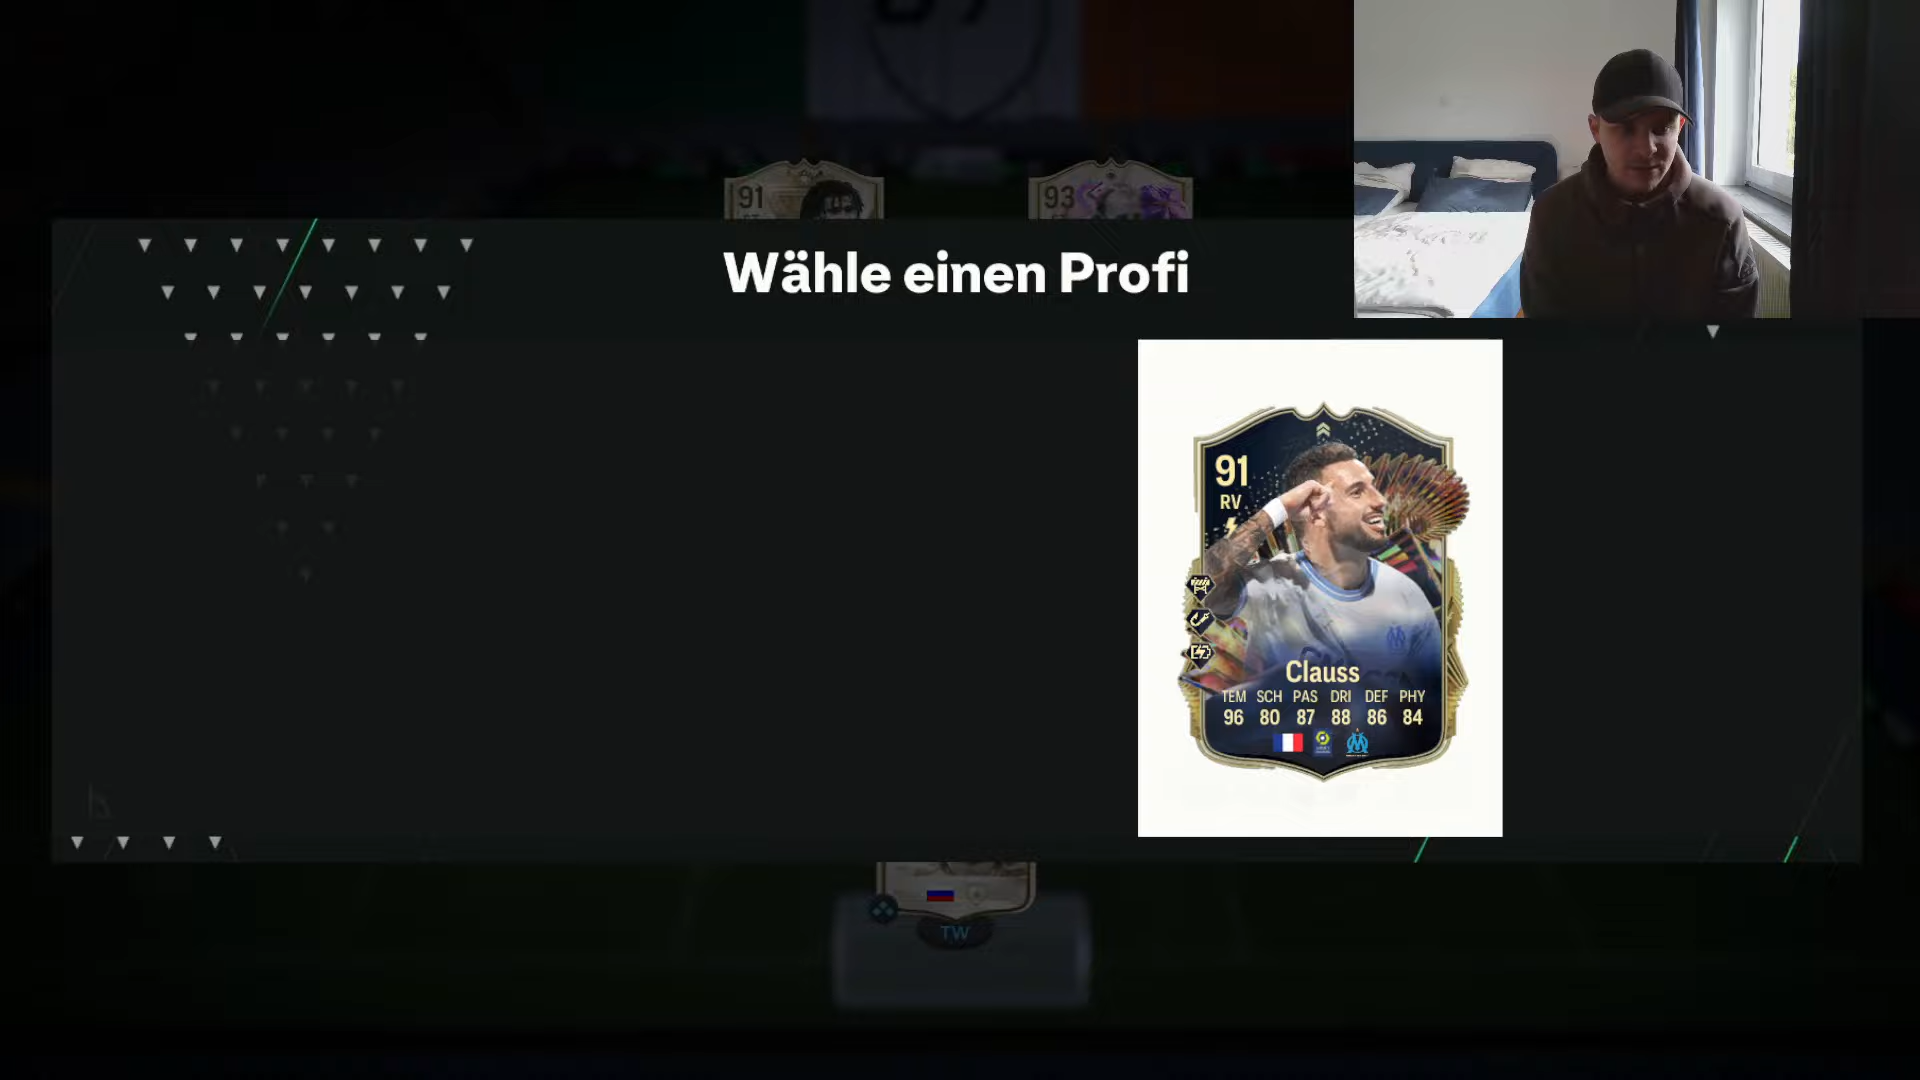 91
93
Wähle einen Profi
91
RV
Clauss
TEM SCH PAS DRI DEF PHY
96 80 87 88 86 84
TW